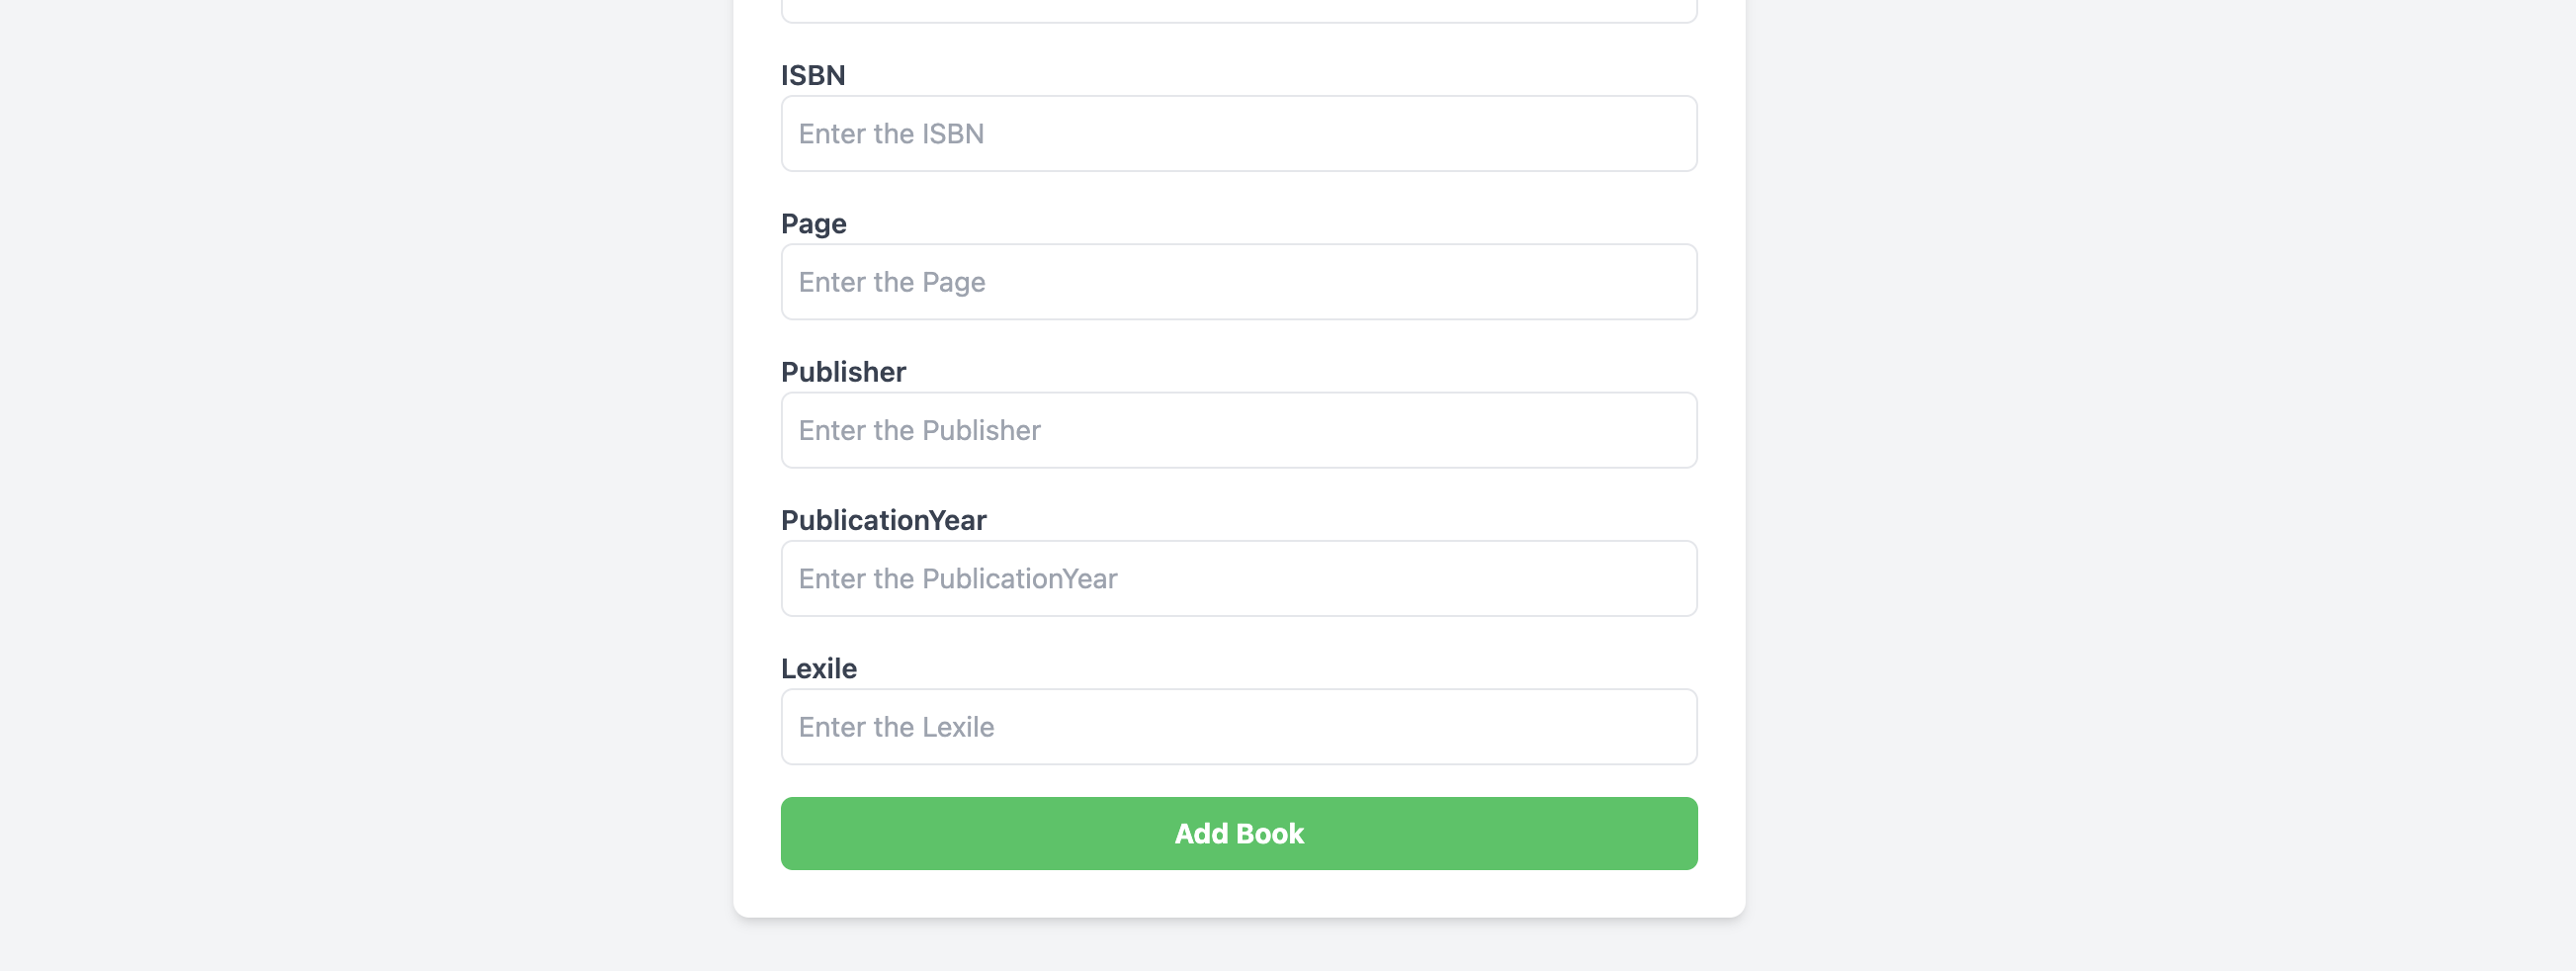 ISBN
Enter the ISBN
Page
Enter the Page
Publisher
Enter the Publisher
PublicationYear
Enter the PublicationYear
Lexile
Enter the Lexile
Add Book